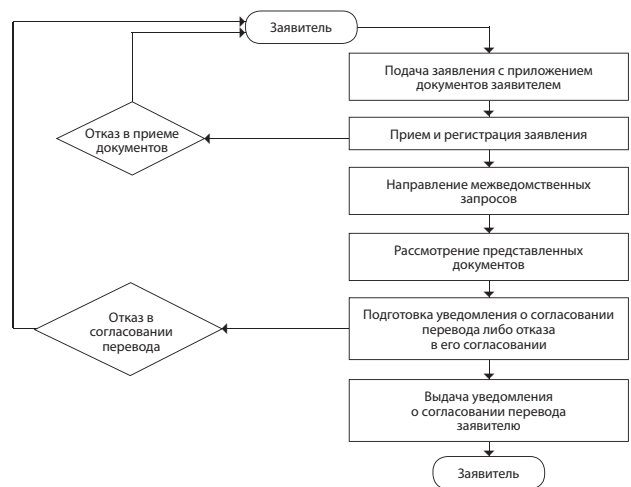 Заявитель
Подача заявления с приложением
документов заявителем
Отказ в приеме
документов
Прием и регистрация заявления
Направление межведомственных
запросов
Рассмотрение представленных
документов
Отказ в
согласовании
перевода
Подготовка уведомления о согласовании
перевода либо отказа
в его согласовании
Выдача уведомления
о согласовании перевода
заявителю
Заявитель